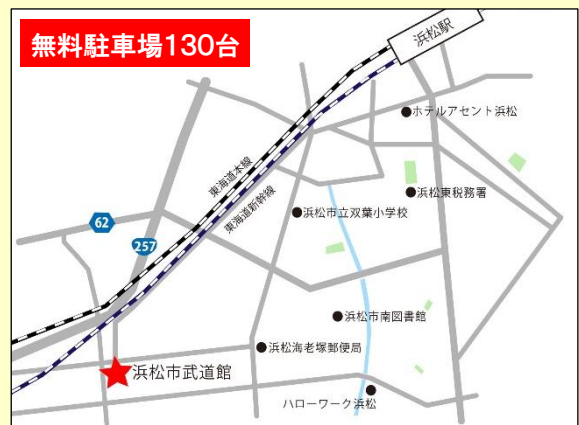 無料駐車場130台
浜松駅
ホテルアセント浜松
東海道本線
東海道新幹線
浜松東税務署
浜松市立双葉小学校
62
257
浜松市南図書館
浜松海老塚郵便局
浜松市武道館
ハローワーク浜松